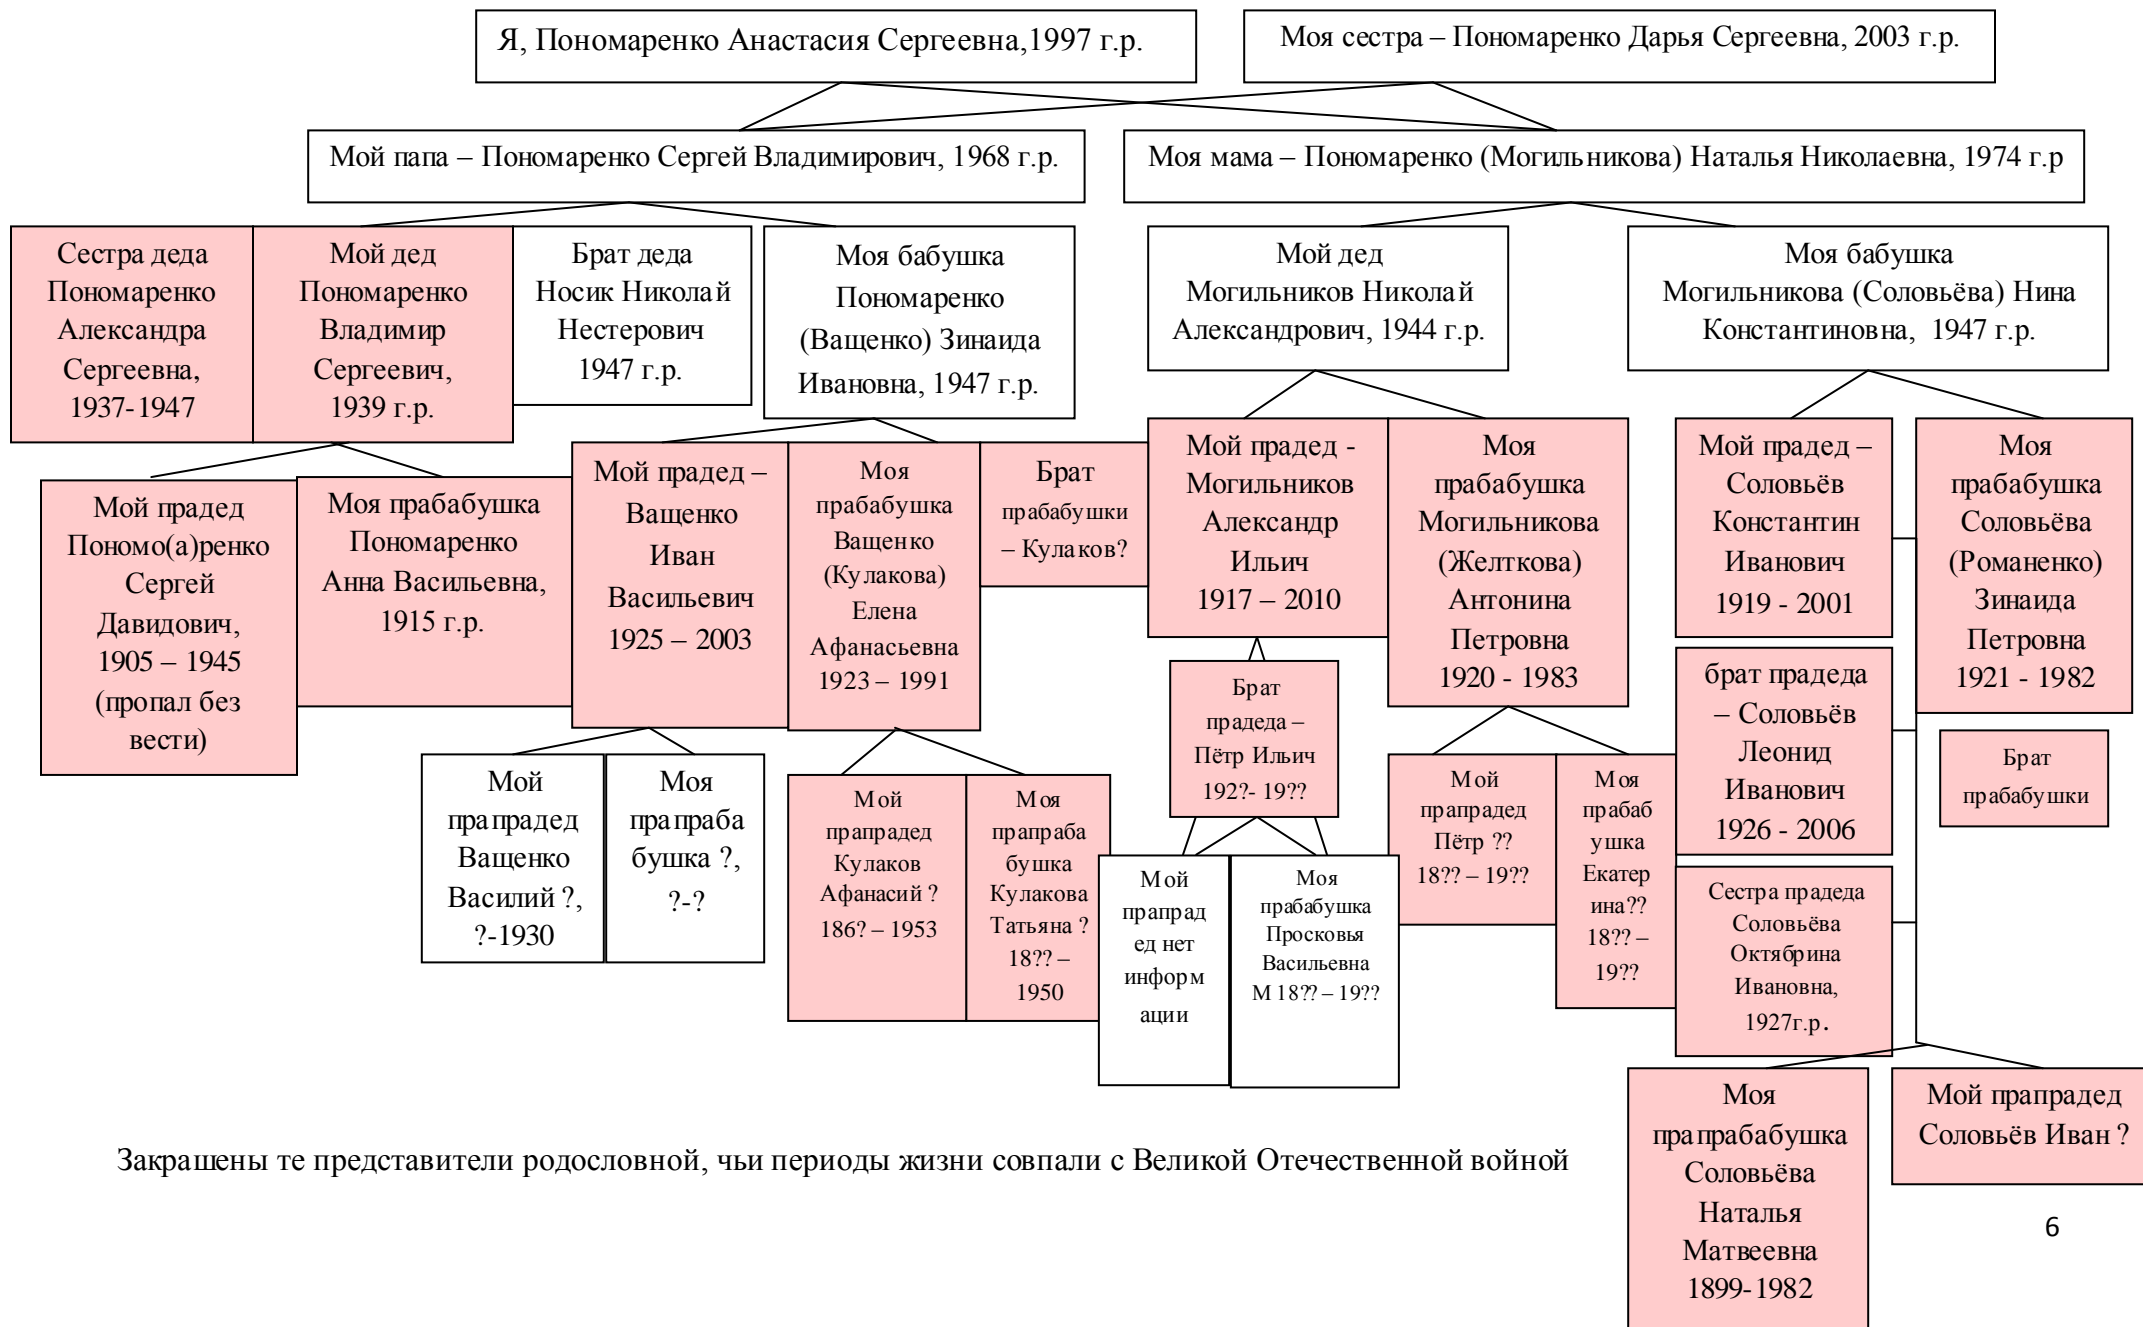 Я, Пономаренко Анастасия Сергеевна,1997 г.р.
Моя сестра – Пономаренко Дарья Сергеевна, 2003 г.р.
Мой папа – Пономаренко Сергей Владимирович, 1968 г.р.
Моя мама – Пономаренко (Могильникова) Наталья Николаевна, 1974 г.р
Сестра деда
Пономаренко
Александра
Сергеевна,
1937-1947
Мой дед
Пономаренко
Владимир
Сергеевич,
1939 г.р.
Брат деда
Носик Николай
Нестерович
1947 г.р.
Моя бабушка
Пономаренко
(Ващенко) Зинаида
Ивановна, 1947 г.р.
Мой дед
Могильников Николай
Александрович, 1944 г.р.
Моя бабушка
Могильникова (Соловьёва) Нина
Константиновна, 1947 г.р.
Мой прадед
Пономо(а)ренко
Сергей
Давидович,
1905 – 1945
(пропал без
вести)
Моя прабабушка
Пономаренко
Анна Васильевна,
1915 г.р.
Мой прадед –
Ващенко
Иван
Васильевич
1925 – 2003
Моя
прабабушка
Ващенко
(Кулакова)
Елена
Афанасьевна
1923 – 1991
Брат
прабабушки
– Кулаков?
Мой прадед -
Могильников
Александр
Ильич
1917 – 2010
Моя
прабабушка
Могильникова
(Желткова)
Антонина
Петровна
1920 - 1983
Мой прадед –
Соловьёв
Константин
Иванович
1919 - 2001
Моя
прабабушка
Соловьёва
(Романенко)
Зинаида
Петровна
1921 - 1982
Брат
прадеда –
Пётр Ильич
192?- 19??
брат прадеда
– Соловьёв
Леонид
Иванович
1926 - 2006
Брат
прабабушки
Мой
прапрадед
Ващенко
Василий ?,
?-1930
Моя
прапраба
бушка ?,
?-?
Мой
прапрадед
Кулаков
Афанасий ?
186? – 1953
Моя
прапраба
бушка
Кулакова
Татьяна ?
18?? –
1950
Мой
прапрад
ед нет
информ
ации
Моя
прабабушка
Просковья
Васильевна
М 18?? – 19??
Мой
прапрадед
Пётр ??
18?? – 19??
Моя
прабаб
ушка
Екатер
ина??
18?? –
19??
Сестра прадеда
Соловьёва
Октябрина
Ивановна,
1927г.р.
Моя
прапрабабушка
Соловьёва
Наталья
Матвеевна
1899-1982
Мой прапрадед
Соловьёв Иван ?
Закрашены те представители родословной, чьи периоды жизни совпали с Великой Отечественной войной
6